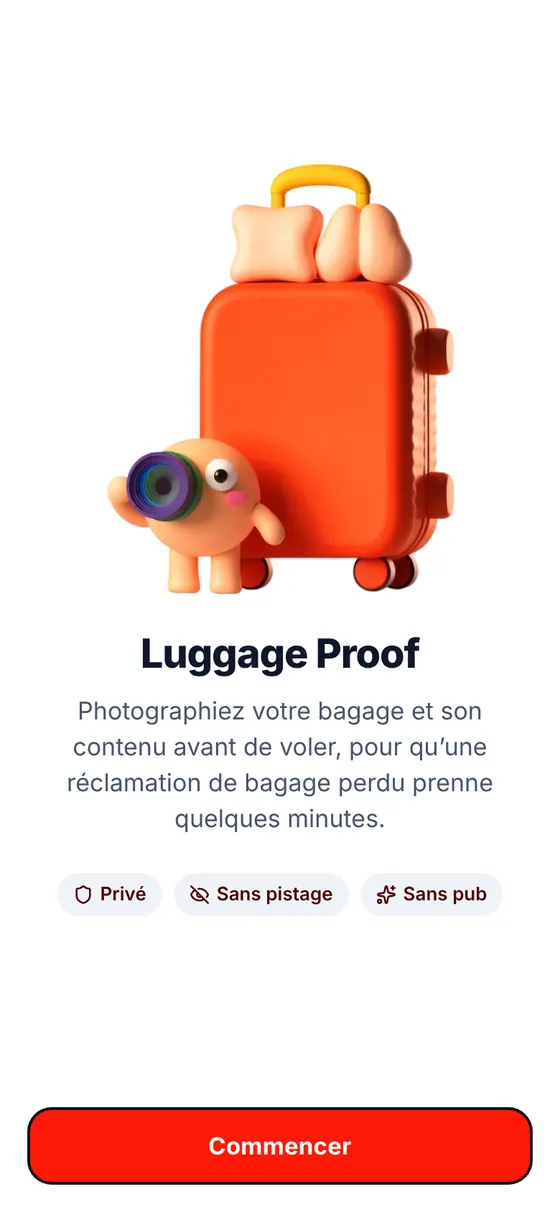 Luggage Proof
Photographiez votre bagage et son
contenu avant de voler, pour qu’une
réclamation de bagage perdu prenne
quelques minutes.
Privé
Sans pistage
Sans pub
Commencer